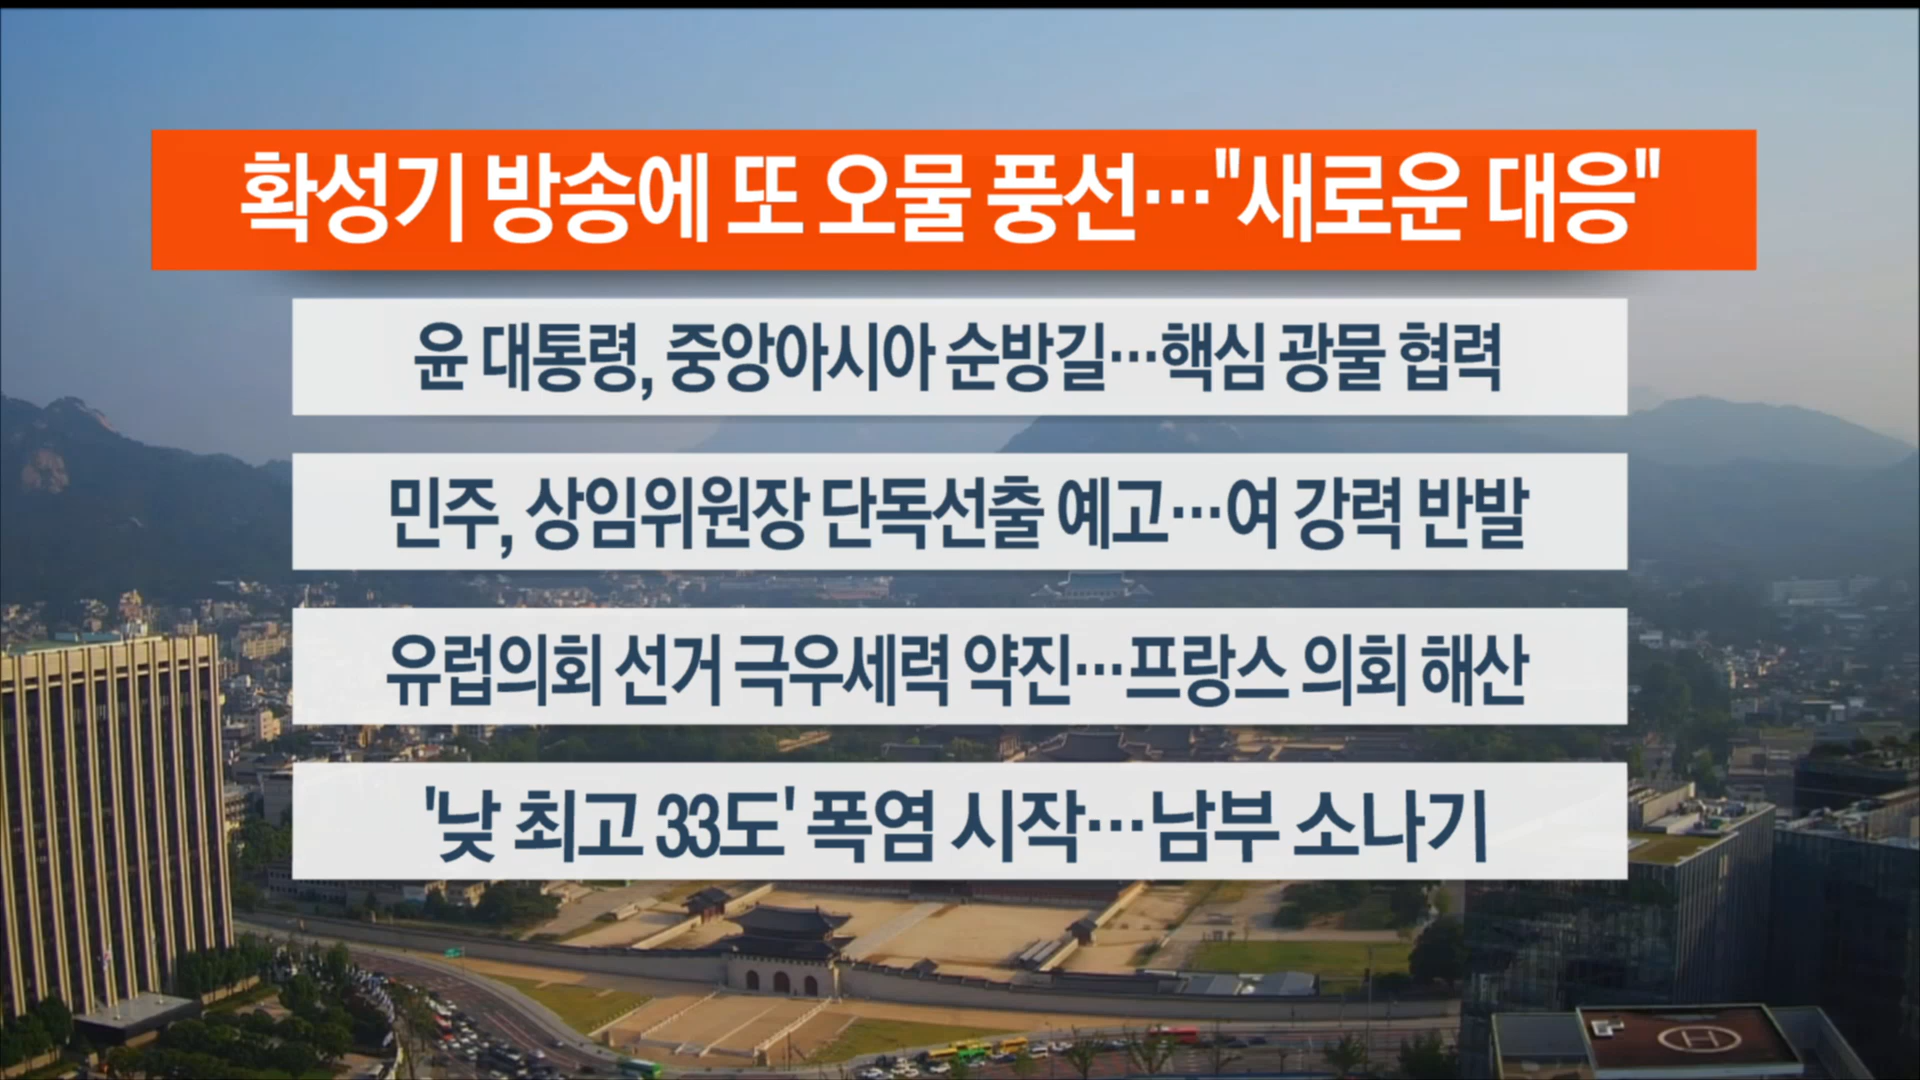 확성기 방송에 또 오물 풍선…"새로운 대응"
윤 대통령, 중앙아시아 순방길…핵심 광물 협력
민주, 상임위원장 단독선출 예고…여 강력 반발
유럽의회 선거 극우세력 약진…프랑스 의회 해산
'낮 최고 33도' 폭염 시작…남부 소나기
H